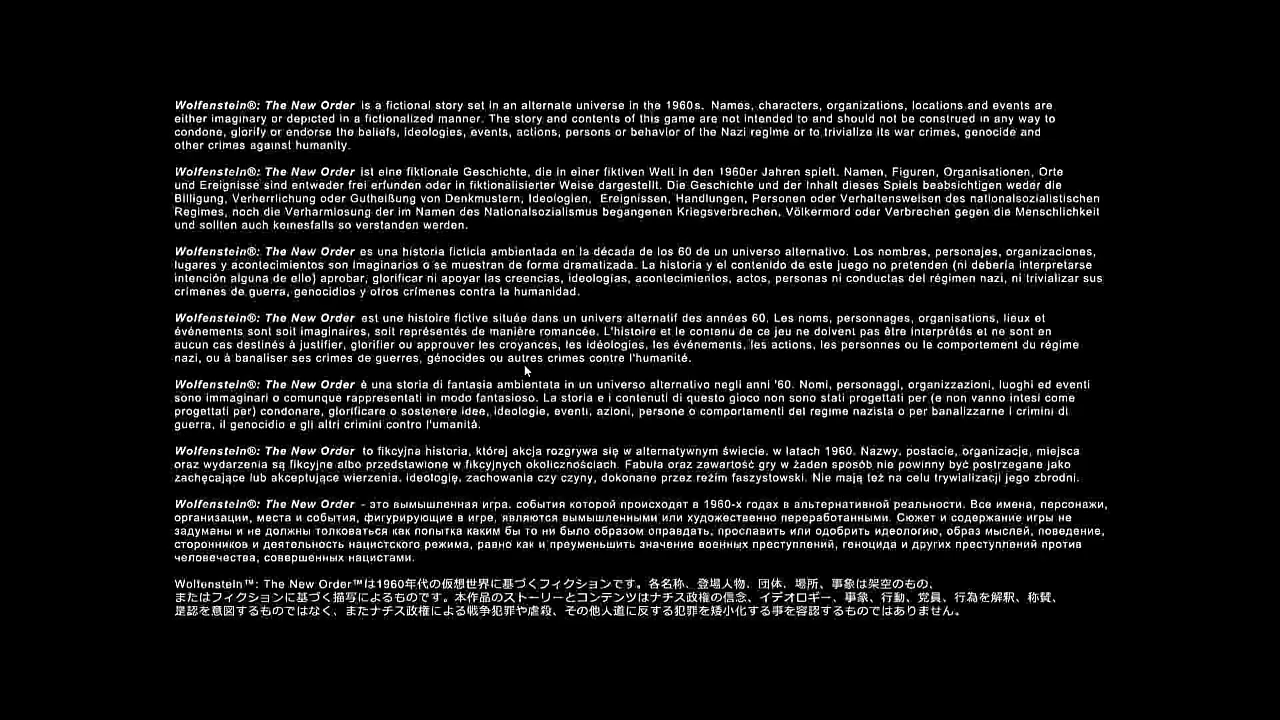 Wolfenstein®: The New Order is a fictional story set in an alternate universe in the 1960s. Names, characters, organizations, locations and events are
either imaginary or depicted in a fictionalized manner. The story and contents of this game are not intended to and should not be construed in any way to
condone, glorify or endorse the beliefs, ideologies, events, actions, persons or behavior of the Nazi regime or to trivialize its war crimes, genocide and
other crimes against humanity.
Wolfenstein®: The New Order ist eine fiktionale Geschichte, die in einer fiktiven Welt in den 1960er Jahren spielt. Namen, Figuren, Organisationen, Orte
und Ereignisse sind entweder frei erfunden oder in fiktionalisierter Weise dargestellt. Die Geschichte und der Inhalt dieses Spiels beabsichtigen weder die
Billigung, Verherrlichung oder Gutheißung von Denkmustern, Ideologien, Ereignissen, Handlungen, Personen oder Verhaltensweisen des nationalsozialistischen
Regimes, noch die Verharmlosung der im Namen des Nationalsozialismus begangenen Kriegsverbrechen, Völkermord oder Verbrechen gegen die Menschlichkeit
und sollten auch keinesfalls so verstanden werden.
Wolfenstein®: The New Order es una historia ficticia ambientada en la década de los 60 de un universo alternativo. Los nombres, personajes, organizaciones,
lugares y acontecimientos son imaginarios o se muestran de forma dramatizada. La historia y el contenido de este juego no pretenden (ni debería interpretarse
intención alguna de ello) aprobar, glorificar ni apoyar las creencias, ideologías, acontecimientos, actos, personas ni conductas del régimen nazi, ni trivializar sus
crímenes de guerra, genocidios y otros crímenes contra la humanidad.
Wolfenstein®: The New Order est une histoire fictive située dans un univers alternatif des années 60. Les noms, personnages, organisations, lieux et
événements sont soit imaginaires, soit représentés de manière romancée. L'histoire et le contenu de ce jeu ne doivent pas être interprétés et ne sont en
aucun cas destinés à justifier, glorifier ou approuver les croyances, les idéologies, les événements, les actions, les personnes ou le comportement du régime
nazi, ou à banaliser ses crimes de guerres, génocides ou autres crimes contre l'humanité.
Wolfenstein®: The New Order è una storia di fantasia ambientata in un universo alternativo negli anni '60. Nomi, personaggi, organizzazioni, luoghi ed eventi
sono immaginari o comunque rappresentati in modo fantasioso. La storia e i contenuti di questo gioco non sono stati progettati per (e non vanno intesi come
progettati per) condonare, glorificare o sostenere idee, ideologie, eventi, azioni, persone o comportamenti del regime nazista o per banalizzarne i crimini di
guerra, il genocidio e gli altri crimini contro l'umanità.
Wolfenstein®: The New Order to fikcyjna historia, której akcja rozgrywa się w alternatywnym świecie. w latach 1960. Nazwy, postacie, organizacje, miejsca
oraz wydarzenia są fikcyjne albo przedstawione w fikcyjnych okolicznościach. Fabuła oraz zawartość gry w żaden sposób nie powinny być postrzegane jako
zachęcające lub akceptujące wierzenia. ideologię, zachowania czy czyny, dokonane przez reżim faszystowski. Nie mają też na celu trywializacji jego zbrodni.
Wolfenstein®: The New Order - это вымышленная игра. события которой происходят в 1960-х годах в альтернативной реальности. Все имена, персонажи,
организации, места и события, фигурирующие в игре, являются вымышленными или художественно переработанными. Сюжет и содержание игры не
задуманы и не должны толковаться как попытка каким бы то ни было образом оправдать, прославить или одобрить идеологию, образ мыслей, поведение,
сторонников и деятельность нацистского режима, равно как и преуменьшить значение военных преступлений, геноцида и других преступлений против
человечества, совершенных нацистами.
Wolfenstein™: The New Order™は1960年代の仮想世界に基づくフィクションです。各名称、登場人物、団体、場所、事象は架空のもの、
またはフィクションに基づく描写によるものです。本作品のストーリーとコンテンツはナチス政権の信念、イデオロギー、事象、行動、党員、行為を解釈、称賛、
是認を意図するものではなく、またナチス政権による戦争犯罪や虐殺、その他人道に反する犯罪を矮小化する事を容認するものではありません。